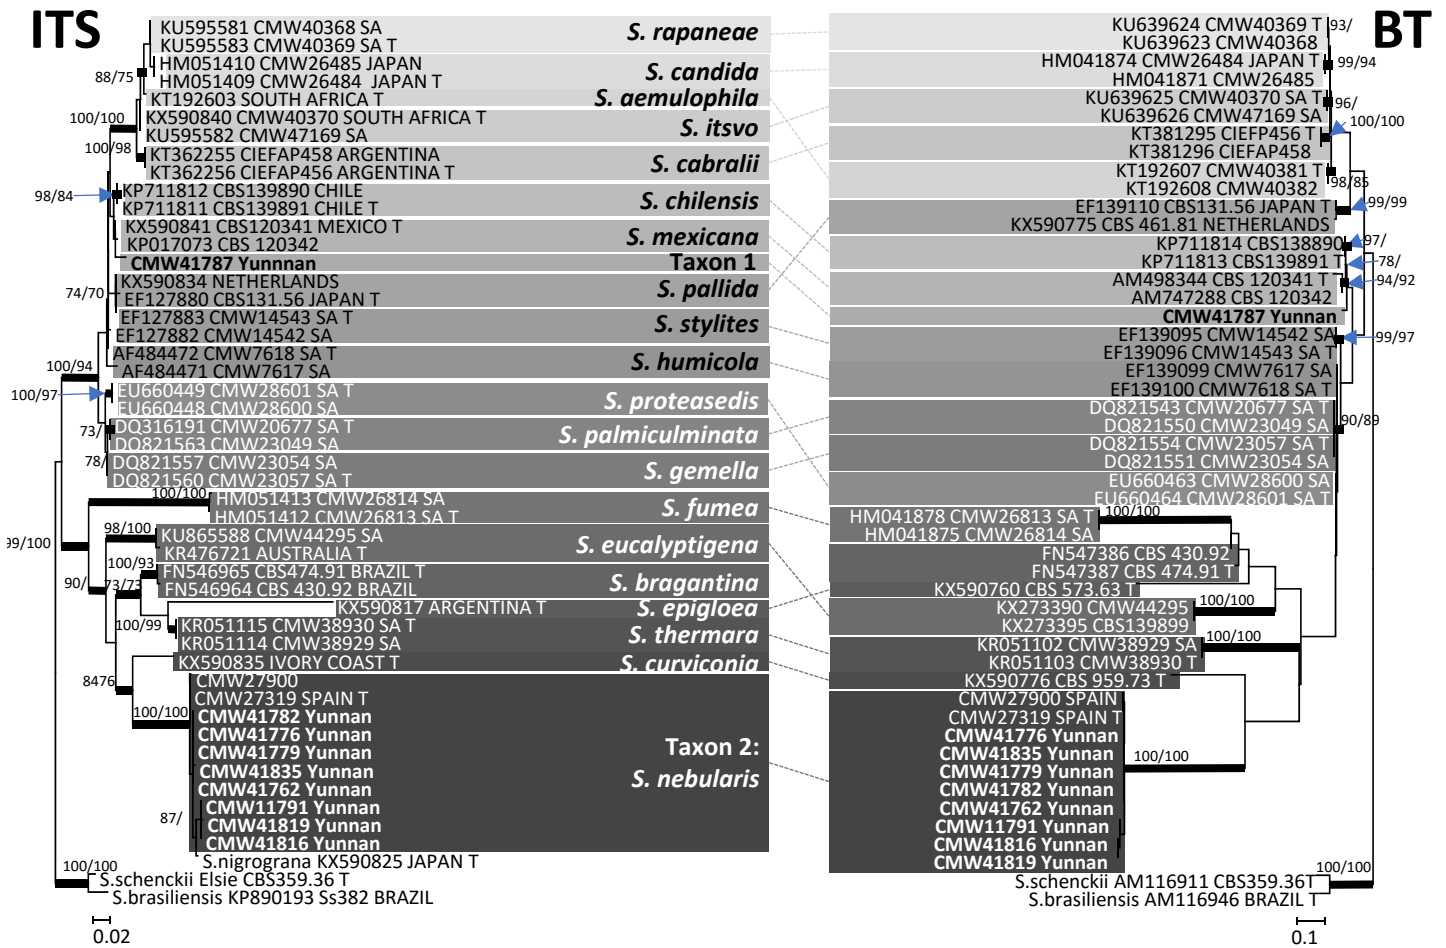 ITS
BT
KU595581 CMW40368 SA
KU595583 CMW40369 SA T
HM051410 CMW26485 JAPAN
HM051409 CMW26484 JAPAN T
KT192603 SOUTH AFRICA T
KX590840 CMW40370 SOUTH AFRICA T
KU595582 CMW47169 SA
KT362255 CIEFAP458 ARGENTINA
KT362256 CIEFAP456 ARGENTINA T
KP711812 CBS139890 CHILE
KP711811 CBS139891 CHILE T
KX590841 CBS120341 MEXICO T
KP017073 CBS 120342
CMW41787 Yunnnan
KX590834 NETHERLANDS
EF127880 CBS131.56 JAPAN T
EF127883 CMW14543 SA T
EF127882 CMW14542 SA
AF484472 CMW7618 SA T
AF484471 CMW7617 SA
EU660449 CMW28601 SA T
EU660448 CMW28600 SA
DQ316191 CMW20677 SA T
DQ821563 CMW23049 SA
DQ821557 CMW23054 SA
DQ821560 CMW23057 SA T
HM051413 CMW26814 SA
HM051412 CMW26813 SA T
KU865588 CMW44295 SA
KR476721 AUSTRALIA T
FN546965 CBS474.91 BRAZIL T
FN546964 CBS 430.92 BRAZIL
KX590817 ARGENTINA T
KR051115 CMW38930 SA T
KR051114 CMW38929 SA
KX590835 IVORY COAST T
CMW27900
CMW27319 SPAIN T
CMW41782 Yunnan
CMW41776 Yunnan
CMW41779 Yunnan
CMW41835 Yunnan
CMW41762 Yunnan
CMW11791 Yunnan
CMW41819 Yunnan
CMW41816 Yunnan
S.nigrograna KX590825 JAPAN T
S.schenckii Elsie CBS359.36 T
S.brasiliensis KP890193 Ss382 BRAZIL
88/75
100/100
100/98
98/84
74/70
100/94
100/97
73/
78/
100/100
98/100
99/100
100/93
90/
73/73
100/99
8476
100/100
87/
100/100
0.02
S. rapaneae
S. candida
S. aemulophila
S. itsvo
S. cabralii
S. chilensis
S. mexicana
Taxon 1
S. pallida
S. stylites
S. humicola
S. proteasedis
S. palmiculminata
S. gemella
S. fumea
S. eucalyptigena
S. bragantina
S. epigloea
S. thermara
S. curviconia
Taxon 2:
S. nebularis
KU639624 CMW40369 T
KU639623 CMW40368
HM041874 CMW26484 JAPAN T
HM041871 CMW26485
KU639625 CMW40370 SA T
KU639626 CMW47169 SA
KT381295 CIEFP456 T
KT381296 CIEFAP458
KT192607 CMW40381 T
KT192608 CMW40382
EF139110 CBS131.56 JAPAN T
KX590775 CBS 461.81 NETHERLANDS
KP711814 CBS138890
KP711813 CBS139891 T
AM498344 CBS 120341 T
AM747288 CBS 120342
CMW41787 Yunnan
EF139095 CMW14542 SA
EF139096 CMW14543 SA T
EF139099 CMW7617 SA
EF139100 CMW7618 SA T
DQ821543 CMW20677 SA T
DQ821550 CMW23049 SA
DQ821554 CMW23057 SA T
DQ821551 CMW23054 SA
EU660463 CMW28600 SA
EU660464 CMW28601 SA T
HM041878 CMW26813 SA T
HM041875 CMW26814 SA
FN547386 CBS 430.92
FN547387 CBS 474.91 T
KX590760 CBS 573.63 T
KX273390 CMW44295
KX273395 CBS139899
KR051102 CMW38929 SA
KR051103 CMW38930 T
KX590776 CBS 959.73 T
CMW27900 SPAIN
CMW27319 SPAIN T
CMW41776 Yunnan
CMW41835 Yunnan
CMW41779 Yunnan
CMW41782 Yunnan
CMW41762 Yunnan
CMW11791 Yunnan
CMW41816 Yunnan
CMW41819 Yunnan
S.schenckii AM116911 CBS359.36T
S.brasiliensis AM116946 BRAZIL T
93/
99/94
96/
100/100
98/85
99/99
97/
78/
94/92
99/97
90/89
100/100
100/100
100/100
100/100
100/100
0.1